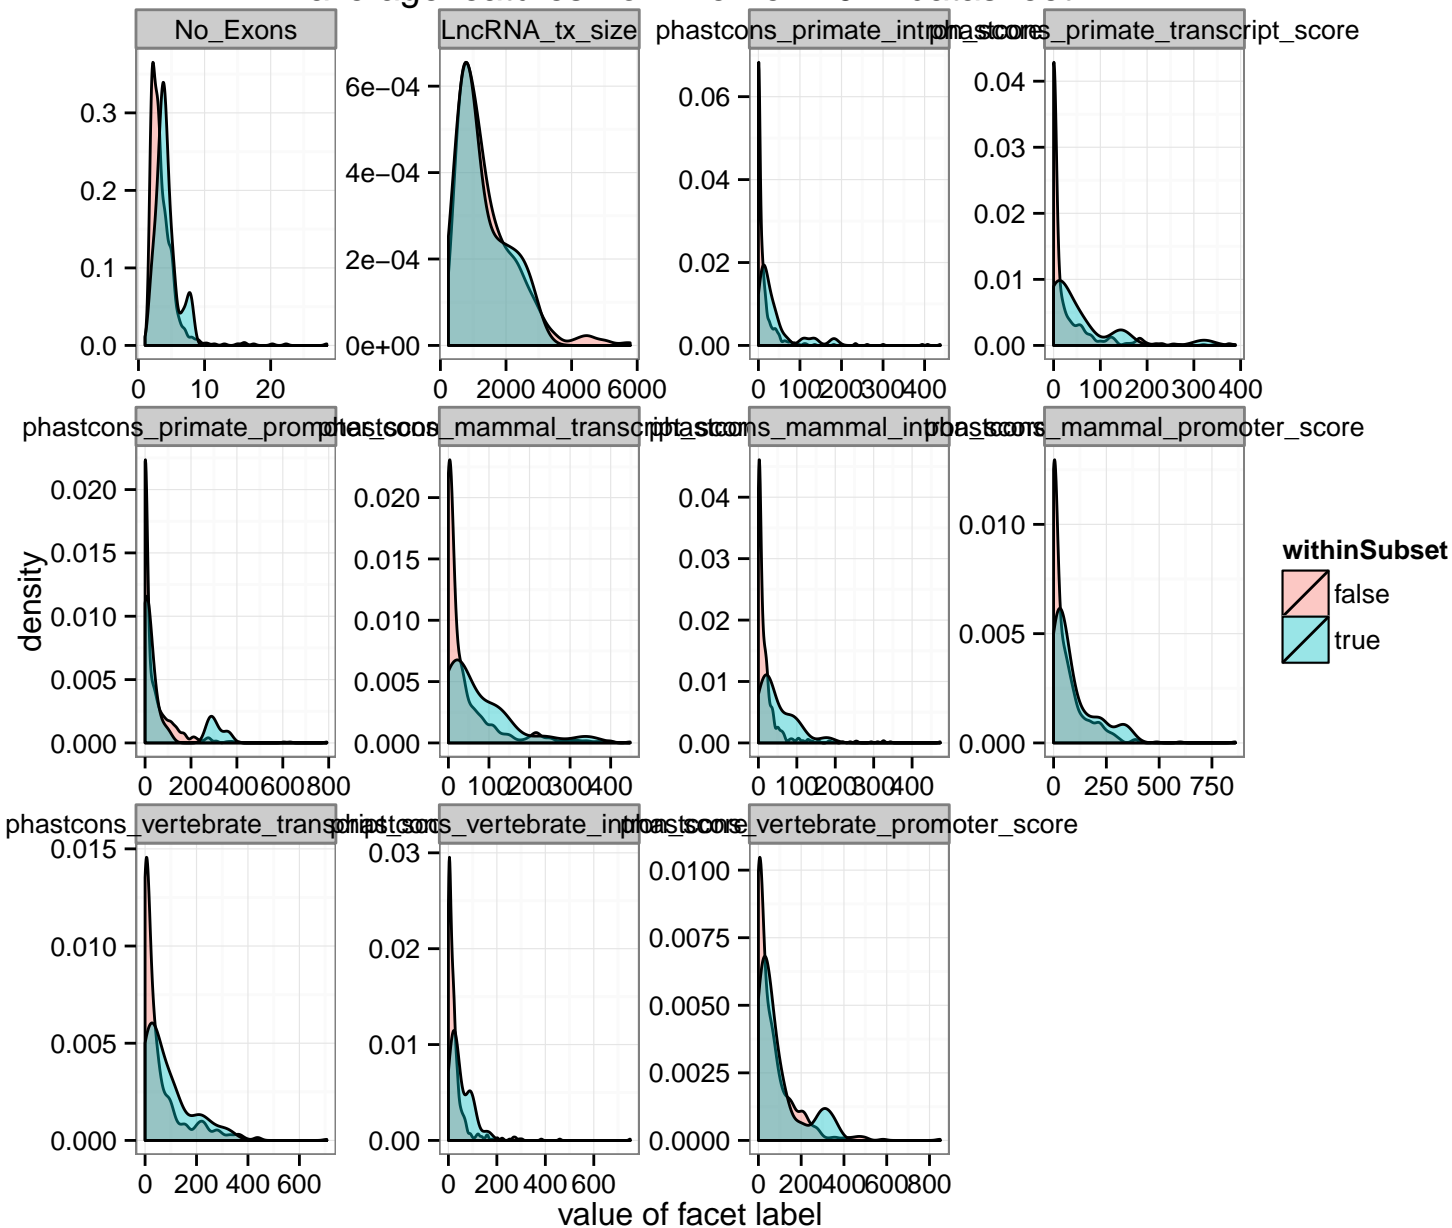 No_Exons
LncRNA_tx_size
phastcons_primate_intron_score
phastcons_primate_transcript_score
0.0
0.1
0.2
0.3
0 10 20
0e+00
2e-04
4e-04
6e-04
0 2000 4000 6000
0.00
0.02
0.04
0.06
0 100 200 300 400
0.00
0.01
0.02
0.03
0.04
0 100 200 300 400
phastcons_primate_promoter_score
phastcons_mammal_transcript_score
phastcons_mammal_intron_score
phastcons_mammal_promoter_score
density
0.000
0.005
0.010
0.015
0.020
0 200 400 600 800
0.000
0.005
0.010
0.015
0.020
0 100 200 300 400
0.00
0.01
0.02
0.03
0.04
0 100 200 300 400
0.000
0.005
0.010
0 250 500 750
withinSubset
false
true
phastcons_vertebrate_transcript_score
phastcons_vertebrate_intron_score
phastcons_vertebrate_promoter_score
0.000
0.005
0.010
0.015
0 200 400 600
0.00
0.01
0.02
0.03
0 200 400 600
0.0000
0.0025
0.0050
0.0075
0.0100
0 200 400 600 800
value of facet label